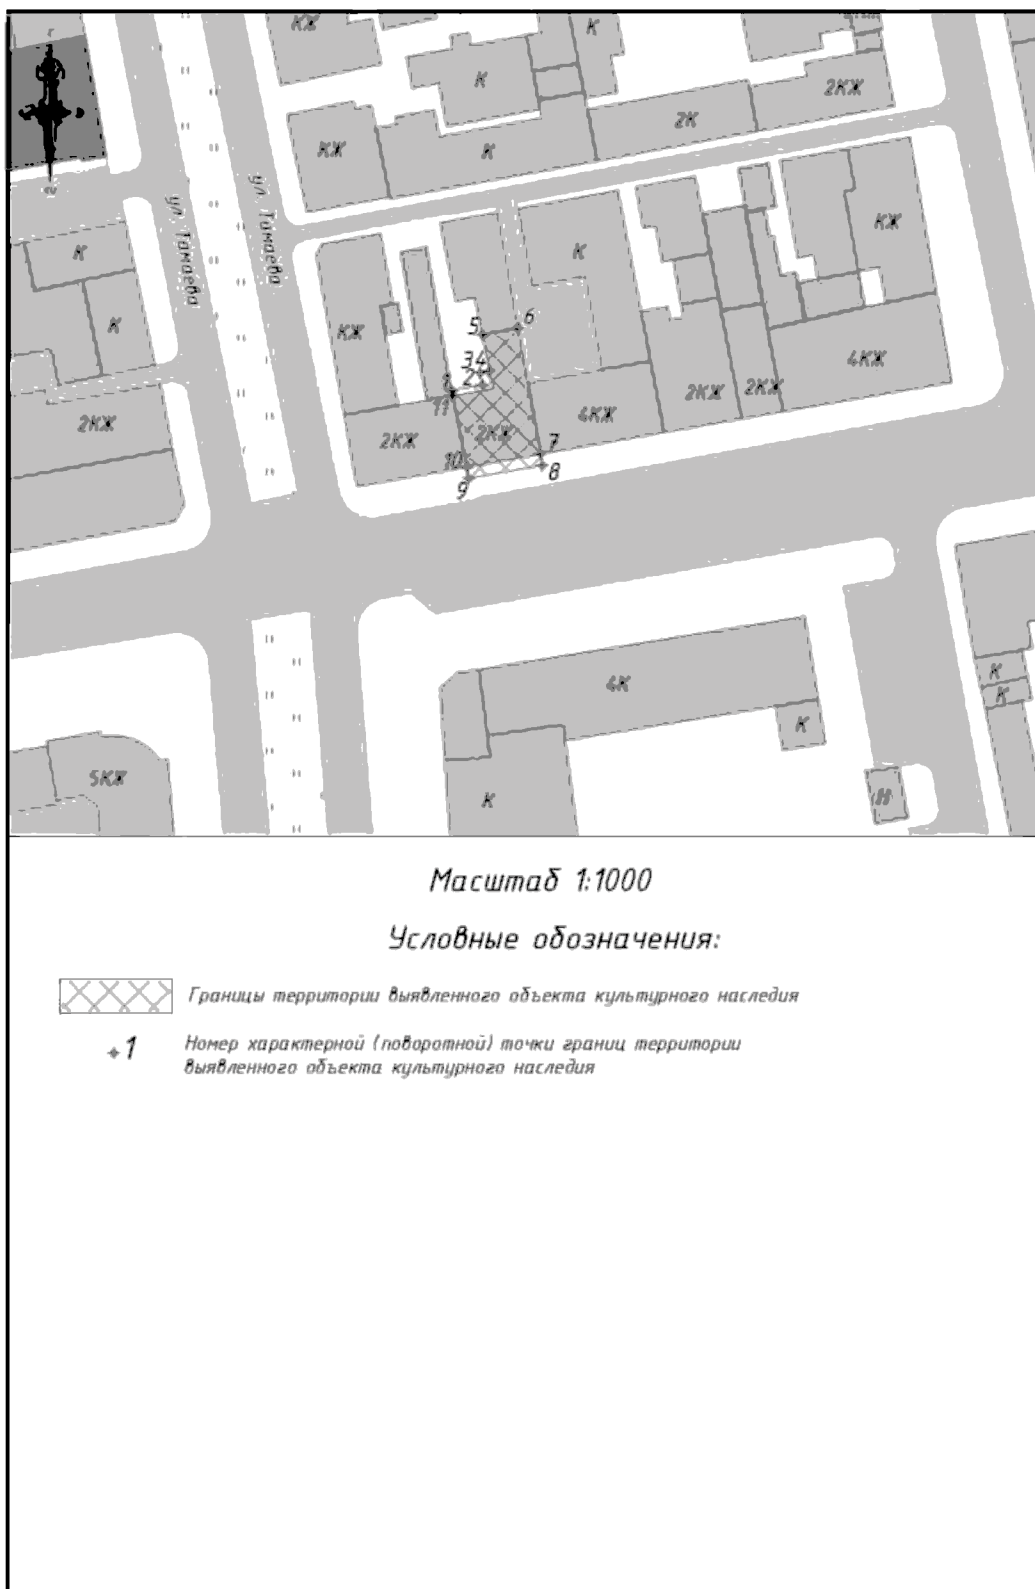 КЖ
К
К
2КЖ
2К
КЖ
К
ул. Тамаева
ул. Тамаева
К
К
КЖ
К
КЖ
5
6
3 4
2
1
11
4КЖ
2КЖ
2КЖ
2КЖ
2КЖ
2КЖ
4КЖ
7
10
8
9
4К
К
К
К
5КЖ
К
Н
Масштаб 1:1000
Условные обозначения:
Границы территории выявленного объекта культурного наследия
1
Номер характерной (поворотной) точки границ территории
выявленного объекта культурного наследия